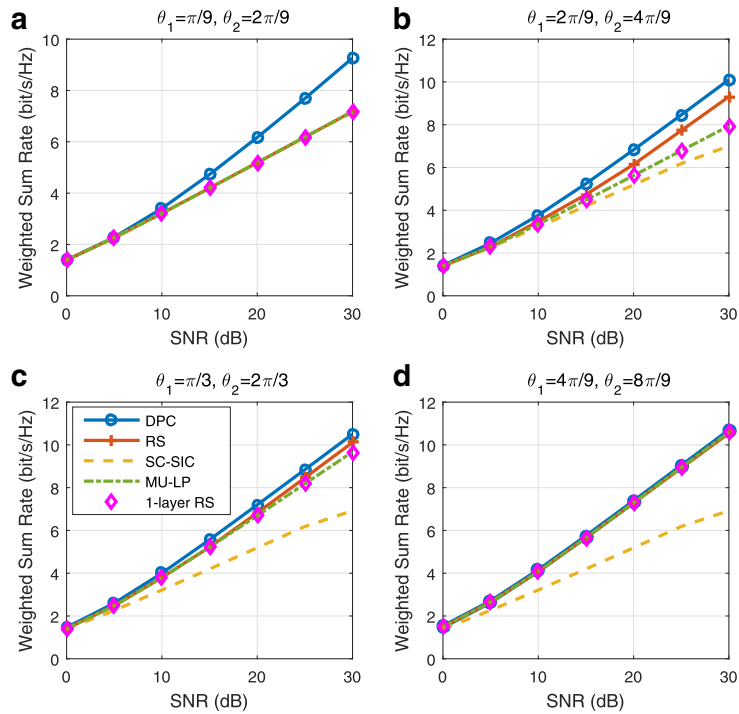 a
θ1=π/9, θ2=2π/9
Weighted Sum Rate (bit/s/Hz)
10
8
6
4
2
0
0 10 20 30
SNR (dB)
b
θ1=2π/9, θ2=4π/9
Weighted Sum Rate (bit/s/Hz)
12
10
8
6
4
2
0
0 10 20 30
SNR (dB)
c
θ1=π/3, θ2=2π/3
Weighted Sum Rate (bit/s/Hz)
12
10
8
6
4
2
0
DPC
RS
SC-SIC
MU-LP
1-layer RS
0 10 20 30
SNR (dB)
d
θ1=4π/9, θ2=8π/9
Weighted Sum Rate (bit/s/Hz)
12
10
8
6
4
2
0
0 10 20 30
SNR (dB)